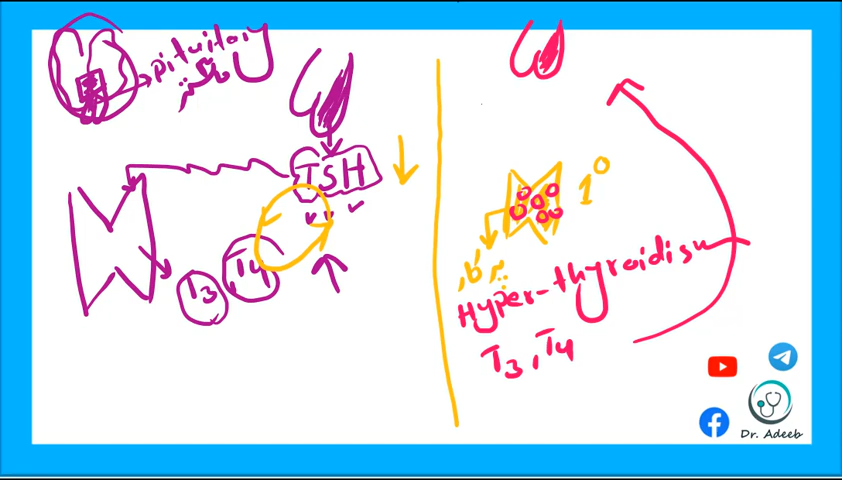 pituitary
TSH
T4
T3
1°
Hyper-thyroidism
T3, T4
Dr. Adeeb